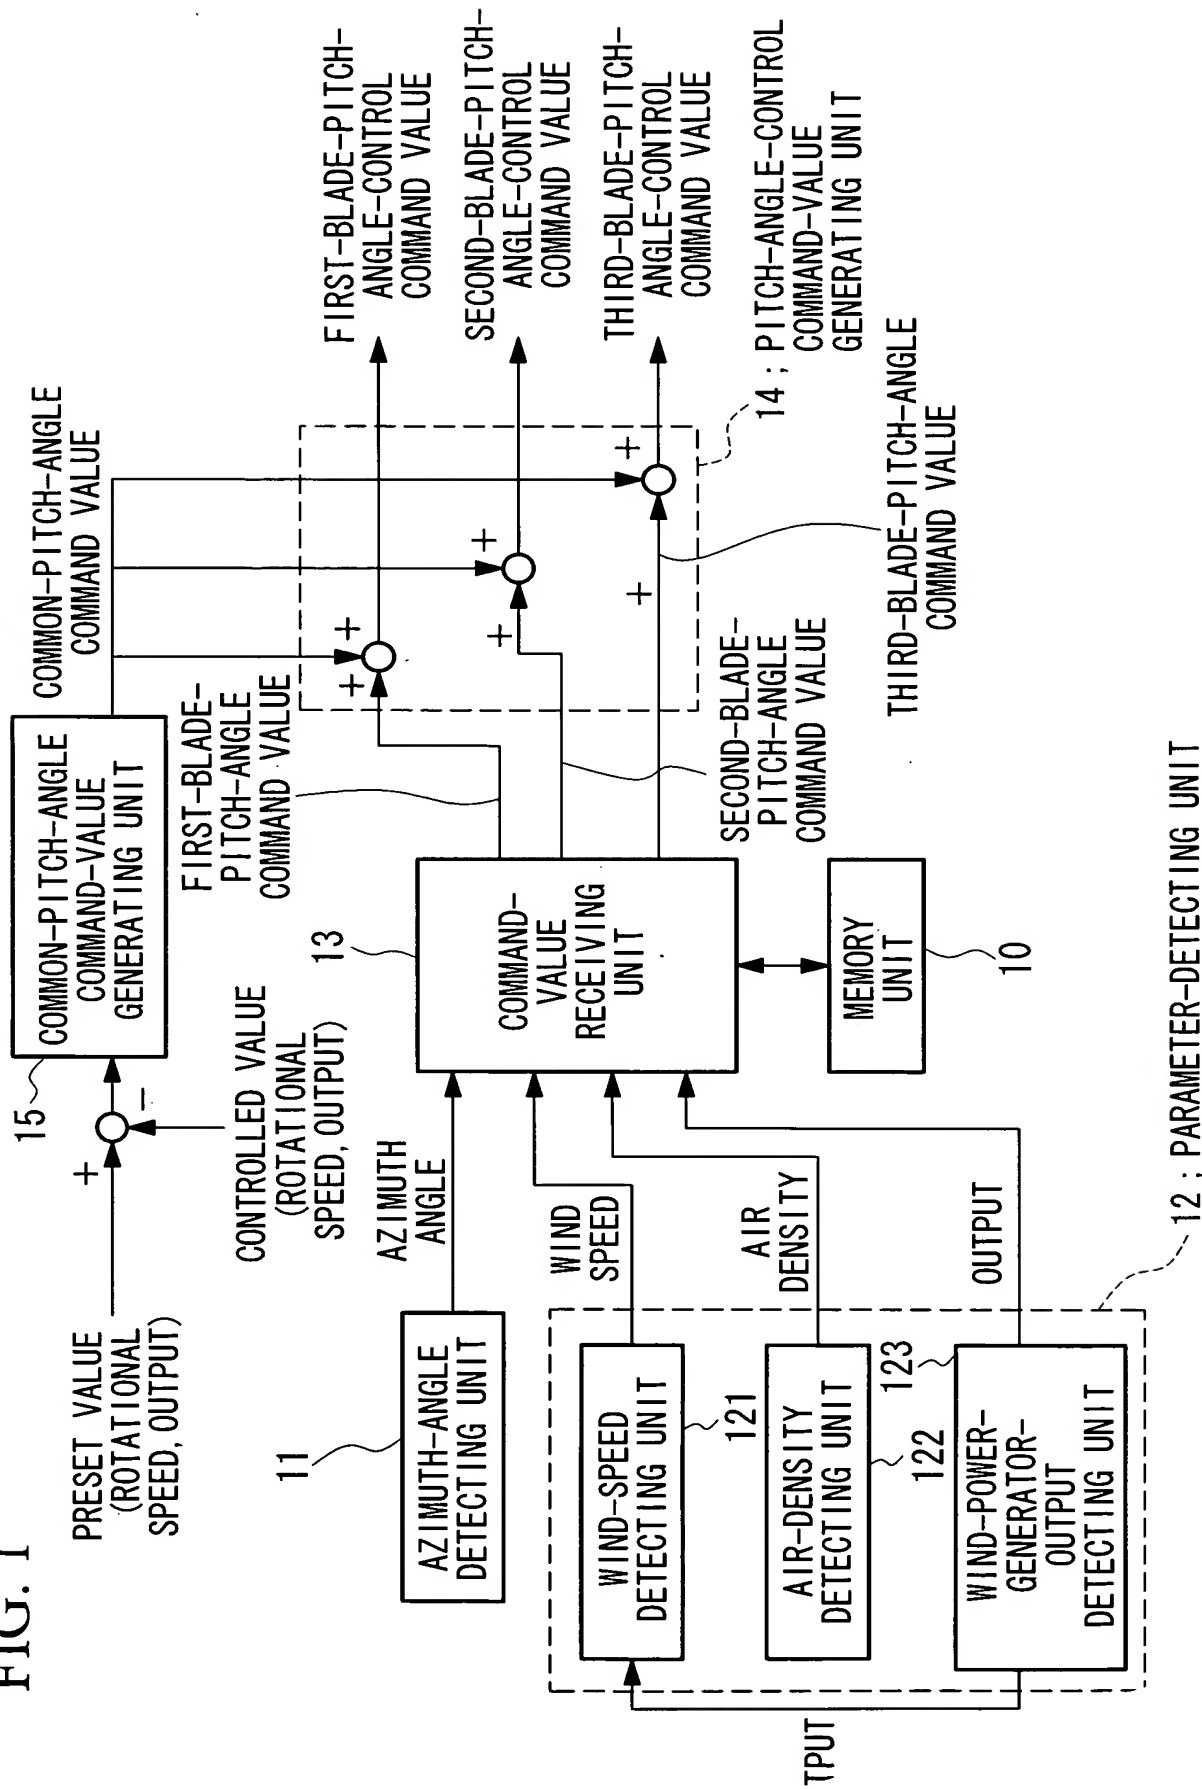 FIG. 1
PRESET VALUE
(ROTATIONAL
SPEED, OUTPUT)
+
−
CONTROLLED VALUE
(ROTATIONAL
SPEED, OUTPUT)
15
COMMON-PITCH-ANGLE
COMMAND-VALUE
GENERATING UNIT
COMMON-PITCH-ANGLE
COMMAND VALUE
11
AZIMUTH-ANGLE
DETECTING UNIT
AZIMUTH
ANGLE
WIND-SPEED
DETECTING UNIT
121
WIND
SPEED
AIR-DENSITY
DETECTING UNIT
122
AIR
DENSITY
123
WIND-POWER-
GENERATOR-
OUTPUT
DETECTING UNIT
OUTPUT
TPUT
12 ; PARAMETER-DETECTING UNIT
13
COMMAND-
VALUE
RECEIVING
UNIT
MEMORY
UNIT
10
FIRST-BLADE-
PITCH-ANGLE
COMMAND VALUE
SECOND-BLADE-
PITCH-ANGLE
COMMAND VALUE
THIRD-BLADE-PITCH-ANGLE
COMMAND VALUE
+
+
+
+
+
+
14 ; PITCH-ANGLE-CONTROL
COMMAND-VALUE
GENERATING UNIT
FIRST-BLADE-PITCH-
ANGLE-CONTROL
COMMAND VALUE
SECOND-BLADE-PITCH-
ANGLE-CONTROL
COMMAND VALUE
THIRD-BLADE-PITCH-
ANGLE-CONTROL
COMMAND VALUE